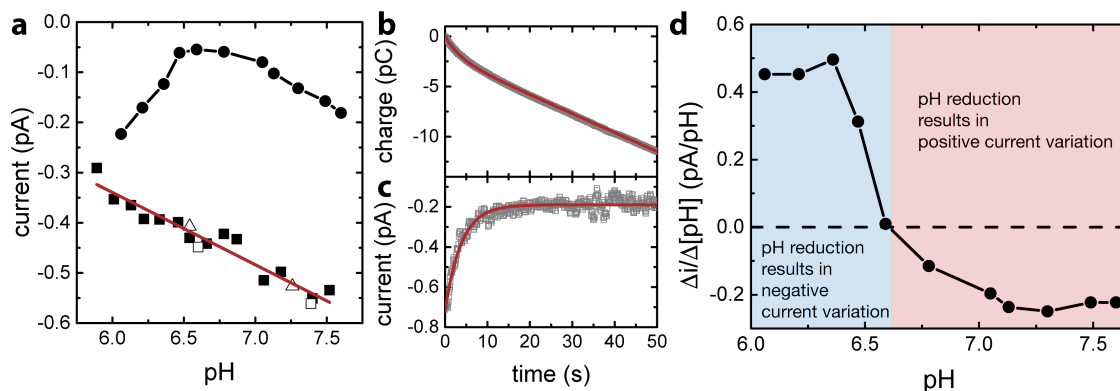 a
0.0
-0.1
-0.2
-0.3
-0.4
-0.5
-0.6
current (pA)
6.0 6.5 7.0 7.5
pH
b
0
-5
-10
charge (pC)
c
-0.2
-0.4
-0.6
-0.8
current (pA)
0 10 20 30 40 50
time (s)
d
0.6
0.4
0.2
0.0
-0.2
Δi/Δ[pH] (pA/pH)
pH reduction
results in
positive current variation
pH reduction
results in
negative
current variation
6.0 6.5 7.0 7.5
pH